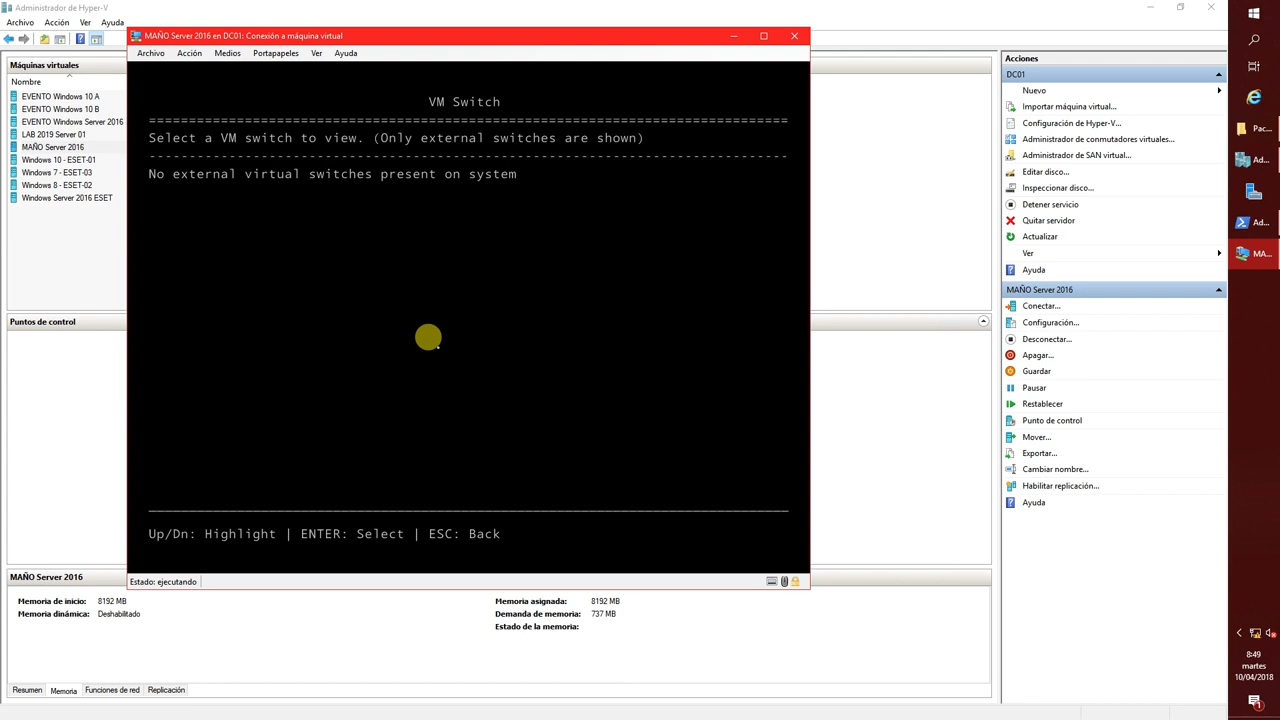 Administrador de Hyper-V
Archivo Acción Ver Ayuda
Máquinas virtuales
Nombre
EVENTO Windows 10 A
EVENTO Windows 10 B
EVENTO Windows Server 2016
LAB 2019 Server 01
MAÑO Server 2016
Windows 10 - ESET-01
Windows 7 - ESET-03
Windows 8 - ESET-02
Windows Server 2016 ESET
Puntos de control
MAÑO Server 2016 en DC01: Conexión a máquina virtual
Archivo Acción Medios Portapapeles Ver Ayuda
VM Switch
================================================================================
Select a VM switch to view. (Only external switches are shown)
--------------------------------------------------------------------------------
No external virtual switches present on system
Up/Dn: Highlight | ENTER: Select | ESC: Back
Estado: ejecutando
MAÑO Server 2016
Memoria de inicio: 8192 MB
Memoria dinámica: Deshabilitado
Memoria asignada: 8192 MB
Demanda de memoria: 737 MB
Estado de la memoria:
Resumen Memoria Funciones de red Replicación
Acciones
DC01
Nuevo
Importar máquina virtual...
Configuración de Hyper-V...
Administrador de conmutadores virtuales...
Administrador de SAN virtual...
Editar disco...
Inspeccionar disco...
Detener servicio
Quitar servidor
Actualizar
Ver
Ayuda
MAÑO Server 2016
Conectar...
Configuración...
Desconectar...
Apagar...
Guardar
Pausar
Restablecer
Punto de control
Mover...
Exportar...
Cambiar nombre...
Habilitar replicación...
Ayuda
Pac...
Ad...
Ad...
MA...
8:49
martes
10/04/2018
1